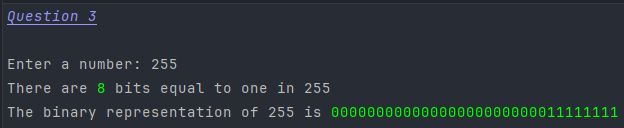 Question 3
Enter a number: 255
There are 8 bits equal to one in 255
The binary representation of 255 is 00000000000000000000000011111111